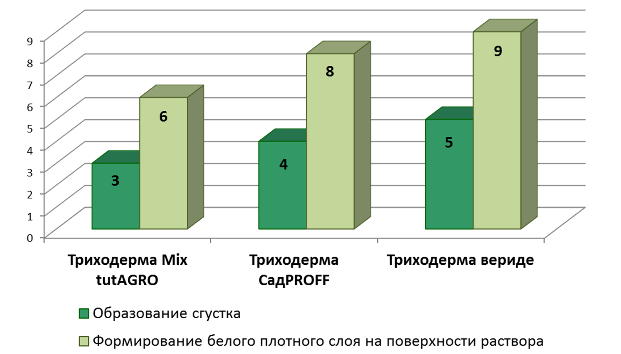 9
8
7
6
5
4
3
2
1
0
3
6
4
8
5
9
Триходерма Mix
tutAGRO
Триходерма
СадPROFF
Триходерма вериде
Образование сгустка
Формирование белого плотного слоя на поверхности раствора